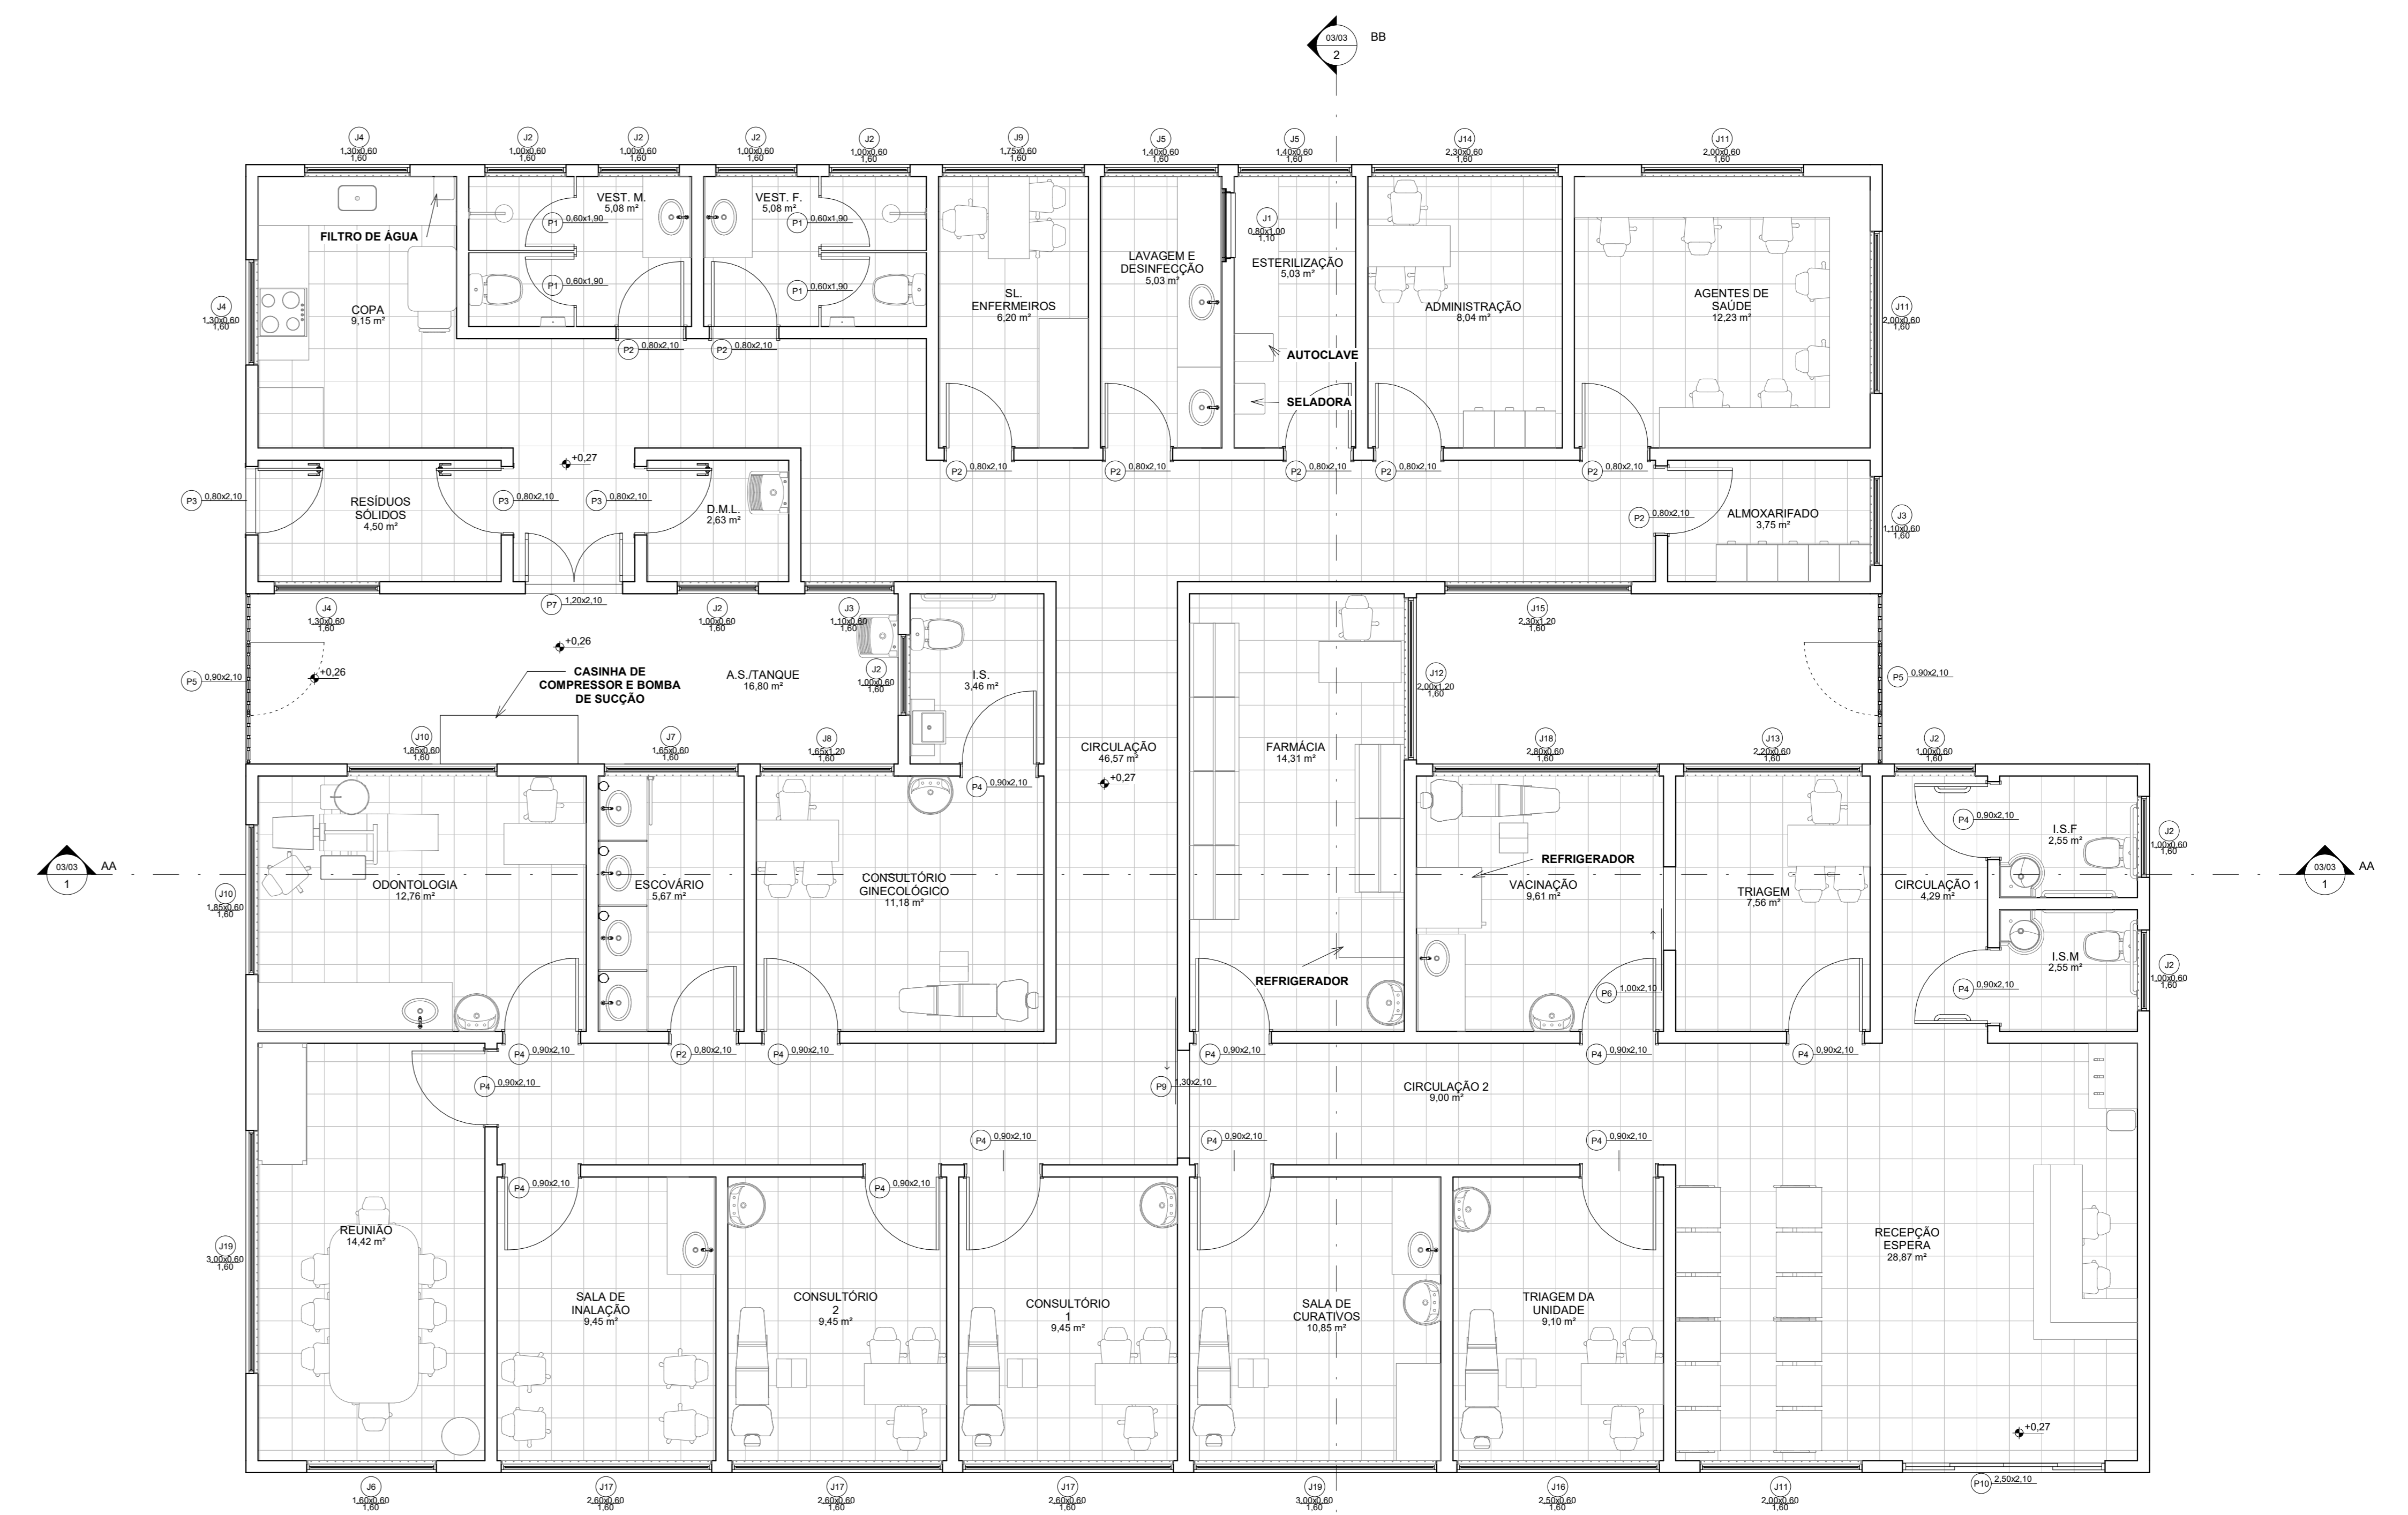 03/03
BB
2
J4
1,30x0,60
1,60
J2
1,00x0,60
1,60
J2
1,00x0,60
1,60
J2
1,00x0,60
1,60
J2
1,00x0,60
1,60
J9
1,75x0,60
1,60
J5
1,40x0,60
1,60
J5
1,40x0,60
1,60
J14
2,30x0,60
1,60
J11
2,00x0,60
1,60
FILTRO DE ÁGUA
COPA
9,15 m²
J4
1,30x0,60
1,60
VEST. M.
5,08 m²
P1 0,60x1,90
P1 0,60x1,90
VEST. F.
5,08 m²
P1 0,60x1,90
P1 0,60x1,90
P2 0,80x2,10
P2 0,80x2,10
SL.
ENFERMEIROS
6,20 m²
LAVAGEM E
DESINFECÇÃO
5,03 m²
J1
0,80x1,00
1,10
ESTERILIZAÇÃO
5,03 m²
AUTOCLAVE
SELADORA
ADMINISTRAÇÃO
8,04 m²
AGENTES DE
SAÚDE
12,23 m²
J11
2,00x0,60
1,60
P2 0,80x2,10
P2 0,80x2,10
P2 0,80x2,10
P2 0,80x2,10
P2 0,80x2,10
+0,27
P3 0,80x2,10
RESÍDUOS
SÓLIDOS
4,50 m²
P3 0,80x2,10
P3 0,80x2,10
D.M.L.
2,63 m²
P2 0,80x2,10
ALMOXARIFADO
3,75 m²
J3
1,10x0,60
1,60
J4
1,30x0,60
1,60
P7 1,20x2,10
J2
1,00x0,60
1,60
J3
1,10x0,60
1,60
J15
2,30x1,20
1,60
+0,26
+0,26
P5 0,90x2,10
CASINHA DE
COMPRESSOR E BOMBA
DE SUCÇÃO
A.S./TANQUE
16,80 m²
J2
1,00x0,60
1,60
I.S.
3,46 m²
J12
2,00x1,20
1,60
P5 0,90x2,10
J10
1,85x0,60
1,60
J7
1,65x0,60
1,60
J8
1,65x1,20
1,60
P4 0,90x2,10
CIRCULAÇÃO
46,57 m²
+0,27
FARMÁCIA
14,31 m²
J18
2,80x0,60
1,60
J13
2,20x0,60
1,60
J2
1,00x0,60
1,60
03/03
AA
1
J10
1,85x0,60
1,60
ODONTOLOGIA
12,76 m²
ESCOVÁRIO
5,67 m²
CONSULTÓRIO
GINECOLÓGICO
11,18 m²
REFRIGERADOR
REFRIGERADOR
VACINAÇÃO
9,61 m²
P6 1,00x2,10
TRIAGEM
7,56 m²
CIRCULAÇÃO 1
4,29 m²
P4 0,90x2,10
I.S.F
2,55 m²
J2
1,00x0,60
1,60
P4 0,90x2,10
I.S.M
2,55 m²
J2
1,00x0,60
1,60
03/03
AA
1
P4 0,90x2,10
P2 0,80x2,10
P4 0,90x2,10
P4 0,90x2,10
P4 0,90x2,10
P4 0,90x2,10
P4 0,90x2,10
P9 1,30x2,10
CIRCULAÇÃO 2
9,00 m²
P4 0,90x2,10
P4 0,90x2,10
P4 0,90x2,10
P4 0,90x2,10
P4 0,90x2,10
J19
3,00x0,60
1,60
REUNIÃO
14,42 m²
SALA DE
INALAÇÃO
9,45 m²
CONSULTÓRIO
2
9,45 m²
CONSULTÓRIO
1
9,45 m²
SALA DE
CURATIVOS
10,85 m²
TRIAGEM DA
UNIDADE
9,10 m²
RECEPÇÃO
ESPERA
28,87 m²
+0,27
J6
1,60x0,60
1,60
J17
2,60x0,60
1,60
J17
2,60x0,60
1,60
J17
2,60x0,60
1,60
J19
3,00x0,60
1,60
J16
2,50x0,60
1,60
J11
2,00x0,60
1,60
P10 2,50x2,10